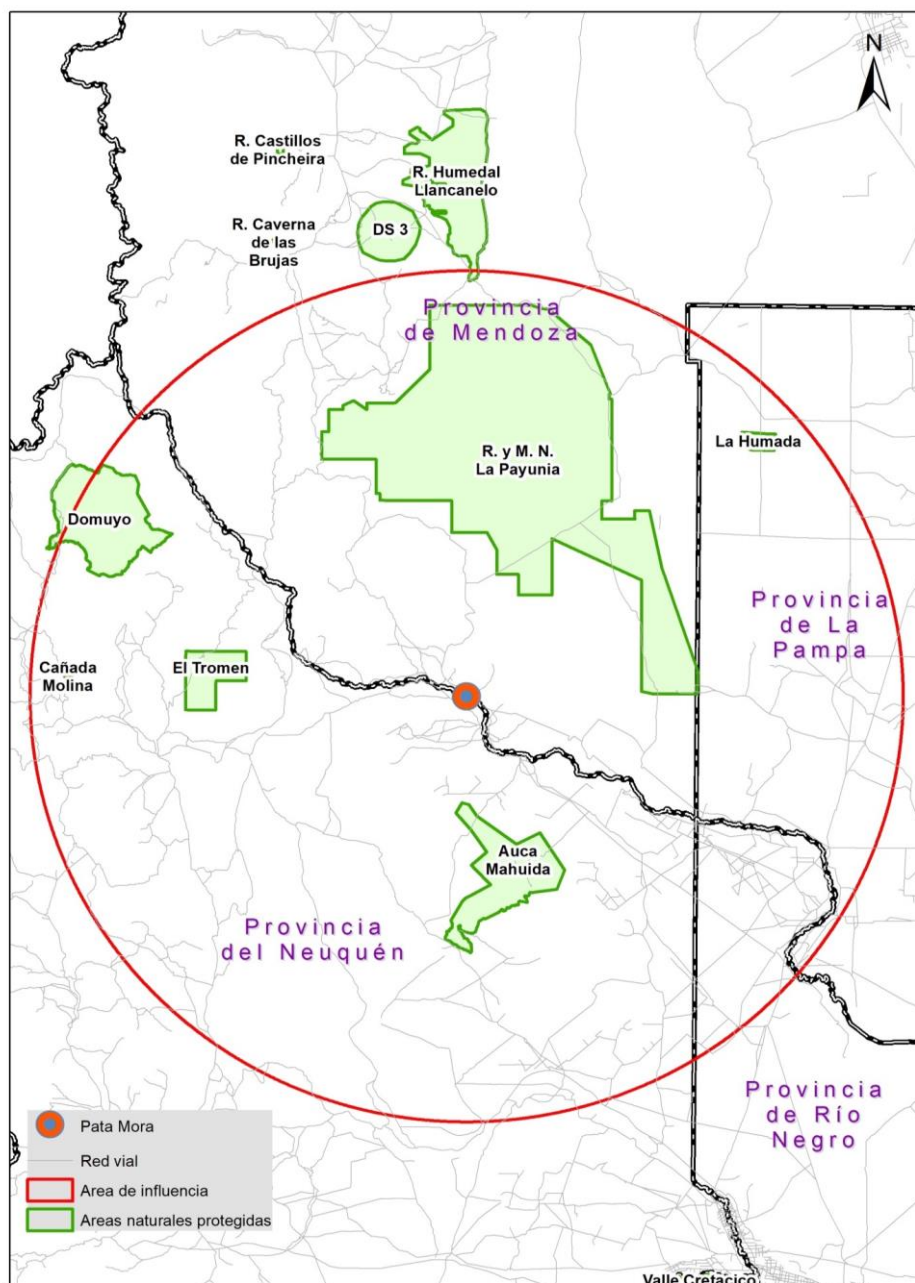 N
R. Castillos
de Pincheira
R. Humedal
Llancanelo
R. Caverna
de las
Brujas
DS 3
Provincia
de Mendoza
R. y M. N.
La Payunia
La Humada
Domuyo
Provincia
de La
Pampa
Cañada
Molina
El Tromen
Auca
Mahuida
Provincia
del Neuquén
Provincia
de Río
Negro
Pata Mora
Red vial
Area de influencia
Areas naturales protegidas
Valle Cretácico